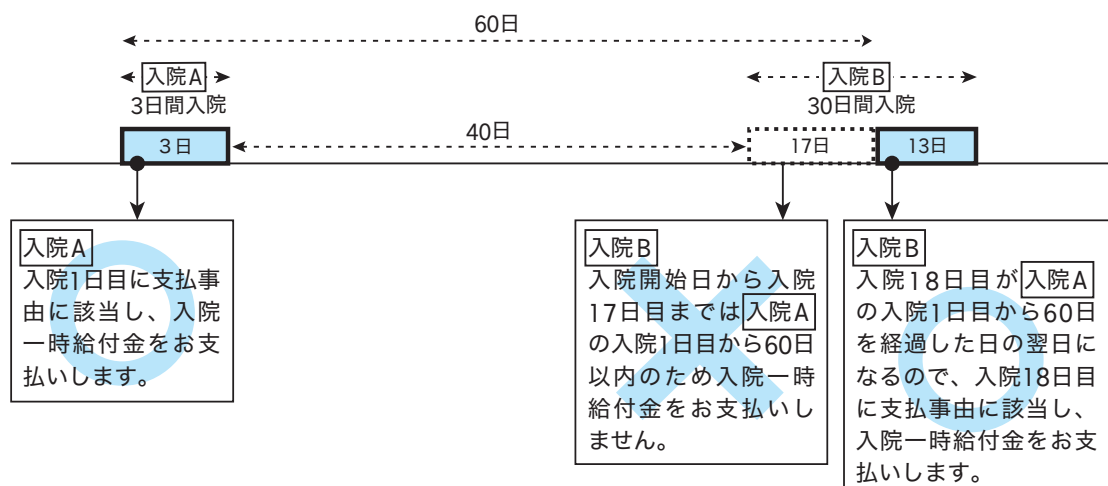 60日
入院A
3日間入院
入院B
30日間入院
40日
3日
17日
13日
入院A
入院1日目に支払事
由に該当し、入院
一時給付金をお支
払いします。
入院B
入院開始日から入院
17日目までは入院A
の入院1日目から60日
以内のため入院一時
給付金をお支払いし
ません。
入院B
入院18日目が入院A
の入院1日目から60日
を経過した日の翌日に
なるので、入院18日目
に支払事由に該当し、
入院一時給付金をお支
払いします。